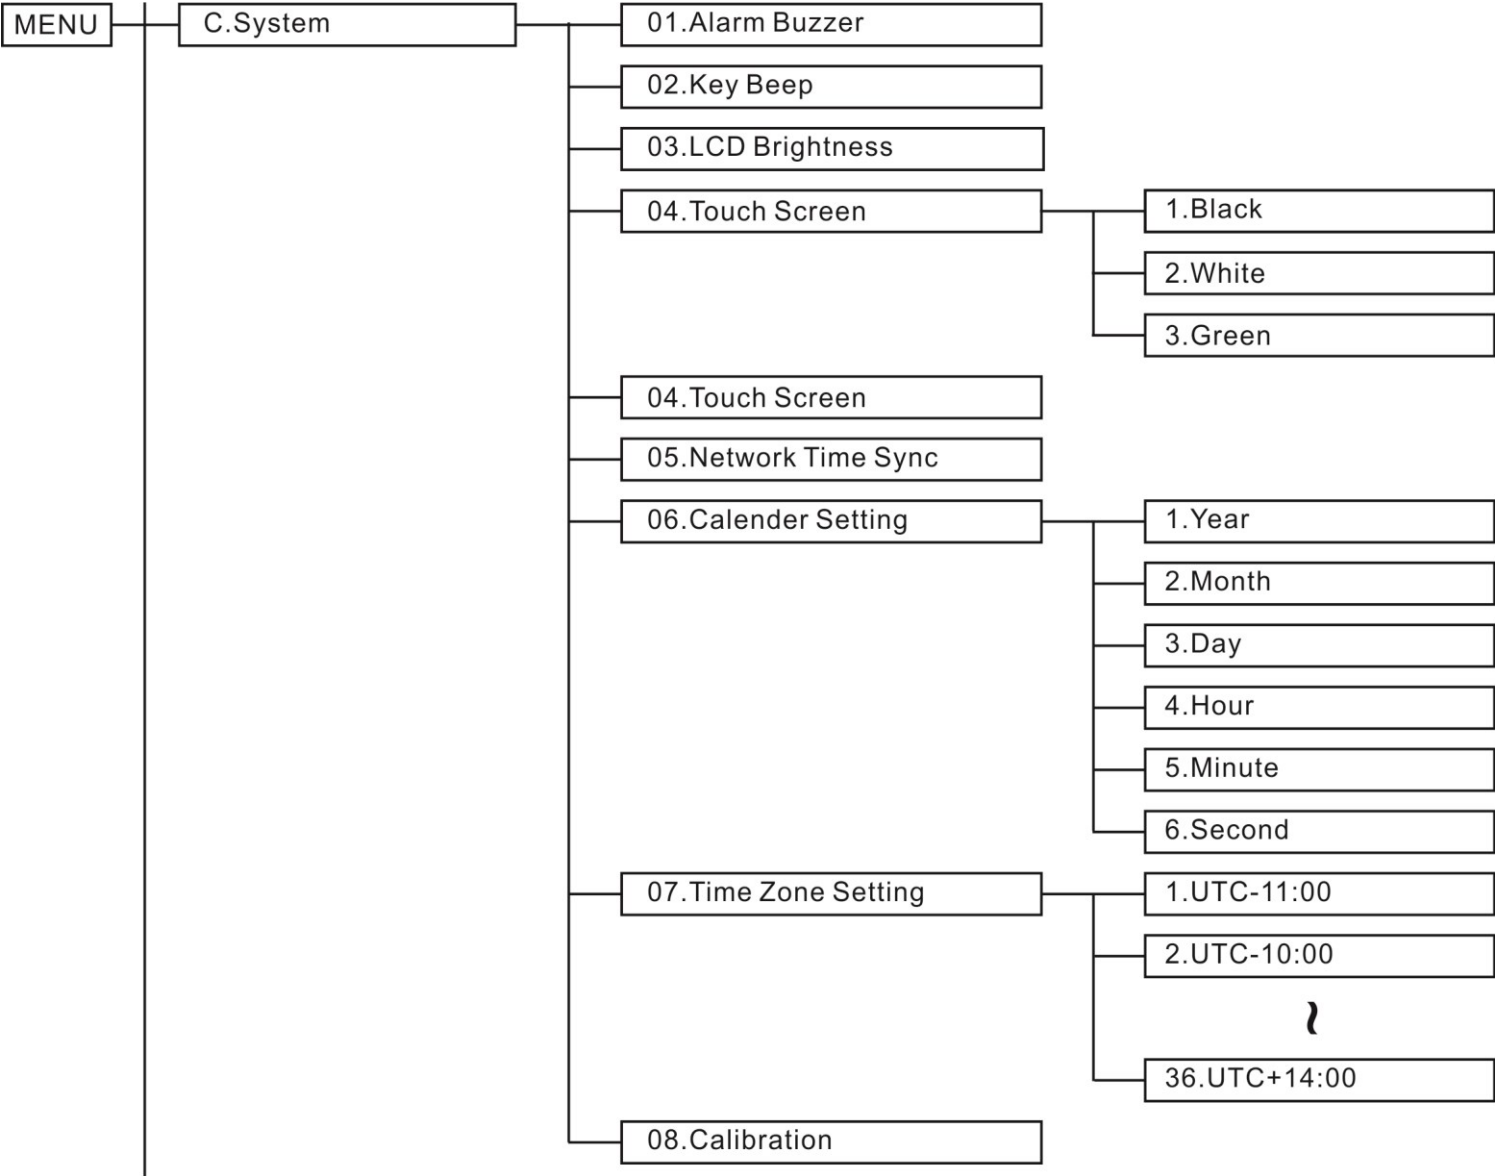 MENU
C.System
01.Alarm Buzzer
02.Key Beep
03.LCD Brightness
04.Touch Screen
1.Black
2.White
3.Green
04.Touch Screen
05.Network Time Sync
06.Calender Setting
1.Year
2.Month
3.Day
4.Hour
5.Minute
6.Second
07.Time Zone Setting
1.UTC-11:00
2.UTC-10:00
~
36.UTC+14:00
08.Calibration